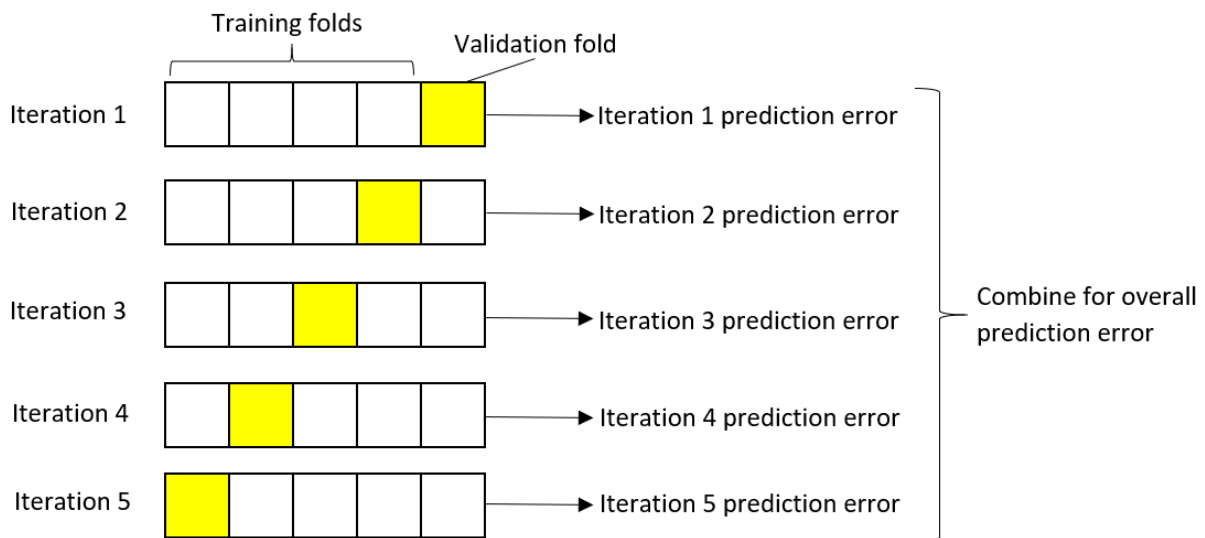 Training folds
Validation fold
Iteration 1
Iteration 1 prediction error
Iteration 2
Iteration 2 prediction error
Iteration 3
Iteration 3 prediction error
Combine for overall
prediction error
Iteration 4
Iteration 4 prediction error
Iteration 5
Iteration 5 prediction error